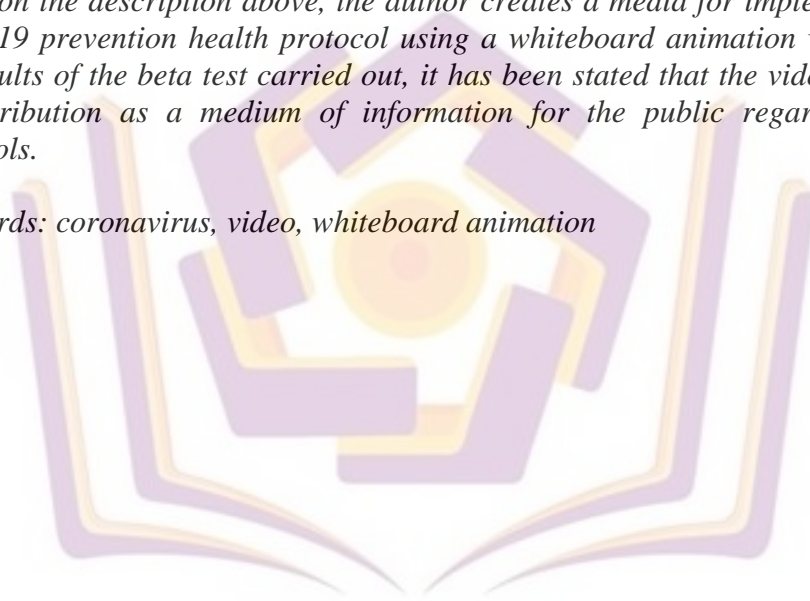 on the description above, the author creates a media for imple
19 prevention health protocol using a whiteboard animation
ults of the beta test carried out, it has been stated that the vid
ribution as a medium of information for the public regar
ols.
rds: coronavirus, video, whiteboard animation